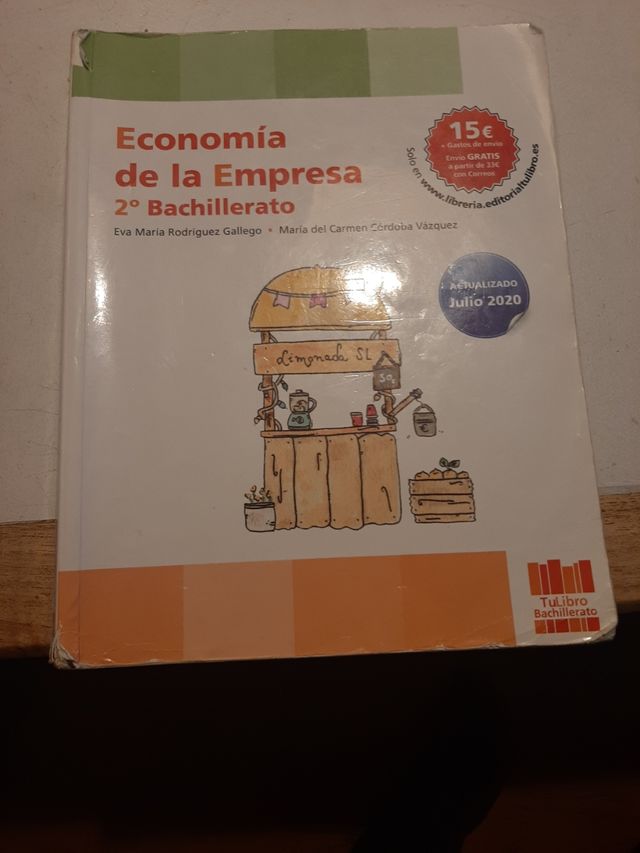 Economía
de la Empresa
2º Bachillerato
Eva María Rodríguez Gallego • María del Carmen Córdoba Vázquez
15€
+ Gastos de envío
Envío GRATIS
a partir de 33€
con Correos
Solo en www.libreria.editorialtulibro.es
ACTUALIZADO
Julio 2020
Limonada SL
TuLibro
Bachillerato